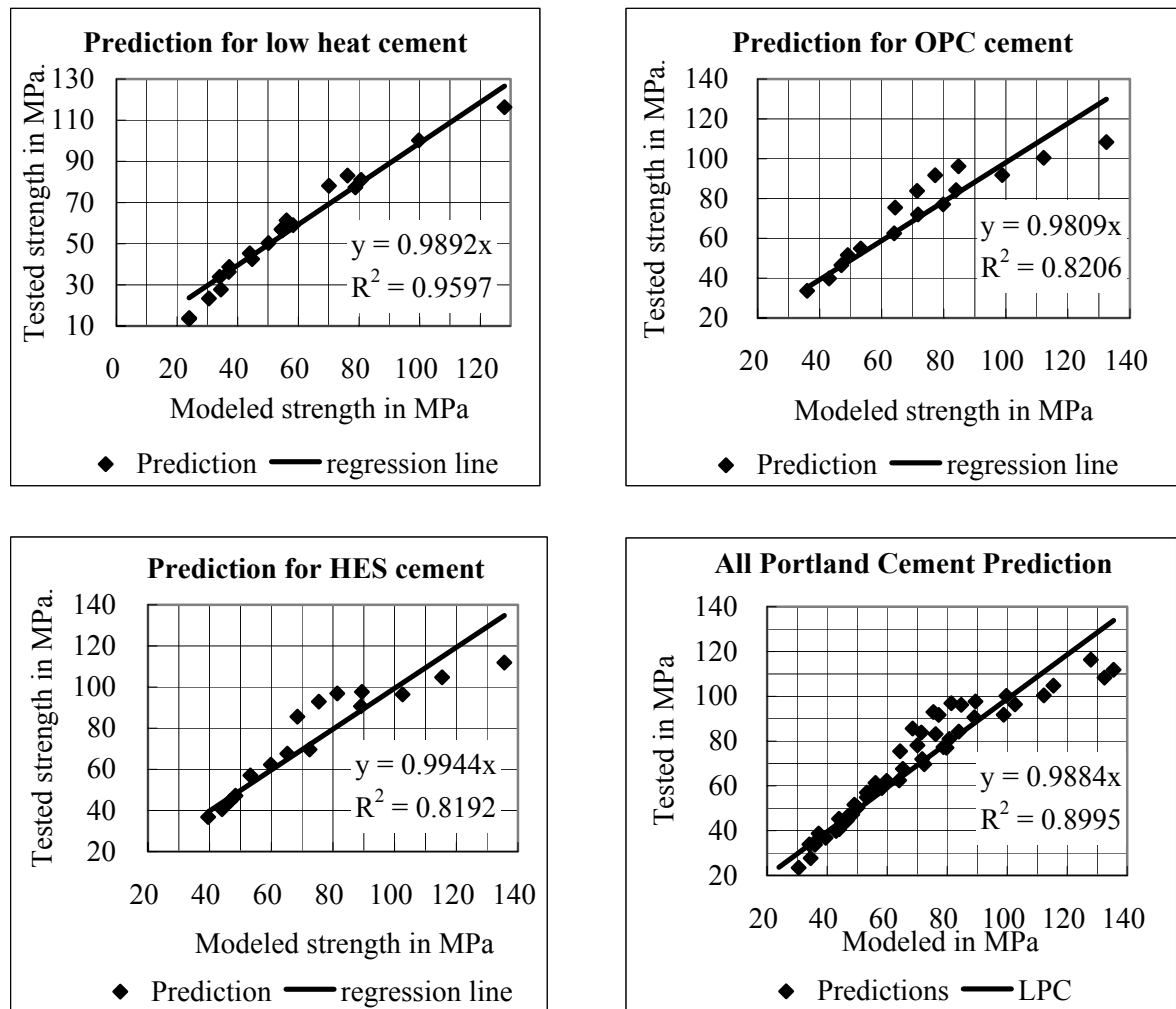 Prediction for low heat cement
Tested strength in MPa.
130
110
90
70
50
30
10
y = 0.9892x
R² = 0.9597
0 20 40 60 80 100 120
Modeled strength in MPa
Prediction regression line
Prediction for OPC cement
Tested strength in MPa.
140
120
100
80
60
40
20
y = 0.9809x
R² = 0.8206
20 40 60 80 100 120 140
Modeled strength in MPa
Prediction regression line
Prediction for HES cement
Tested strength in MPa.
140
120
100
80
60
40
20
y = 0.9944x
R² = 0.8192
20 40 60 80 100 120 140
Modeled strength in MPa
Prediction regression line
All Portland Cement Prediction
Tested in MPa
140
120
100
80
60
40
20
y = 0.9884x
R² = 0.8995
20 40 60 80 100 120 140
Modeled in MPa
Predictions LPC